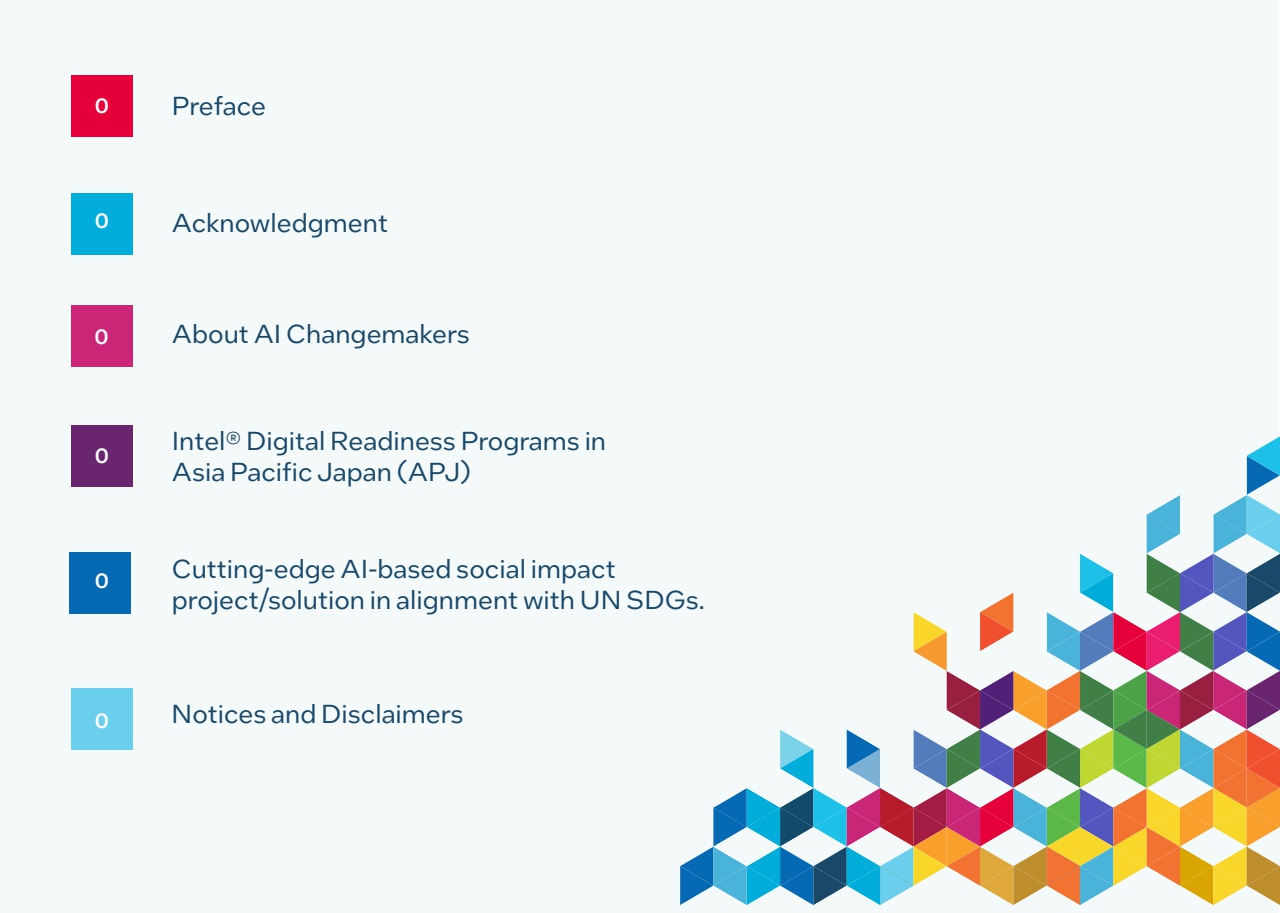 0 Preface
0 Acknowledgment
0 About AI Changemakers
0 Intel® Digital Readiness Programs in
Asia Pacific Japan (APJ)
0 Cutting-edge AI-based social impact
project/solution in alignment with UN SDGs.
0 Notices and Disclaimers